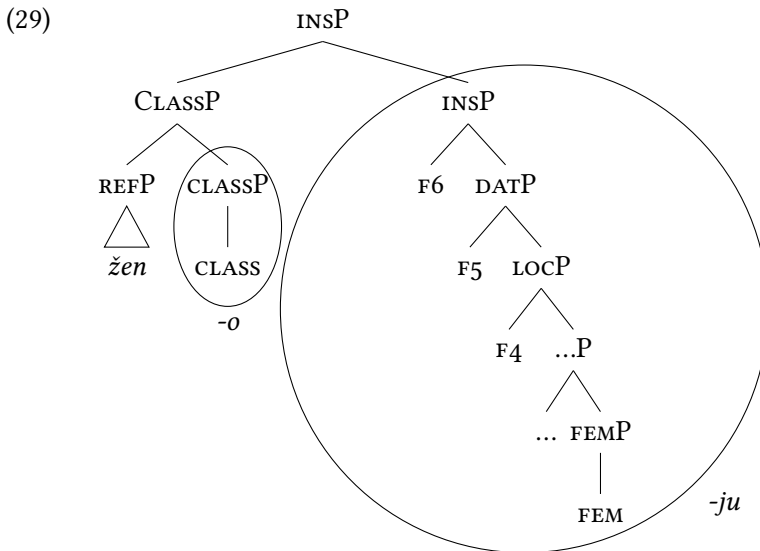 (29)
INSP
CLASSP INSP
REFP CLASSP F6 DATP
žen CLASS F5 LOCP
-o F4 ...P
... FEMP
FEM -ju